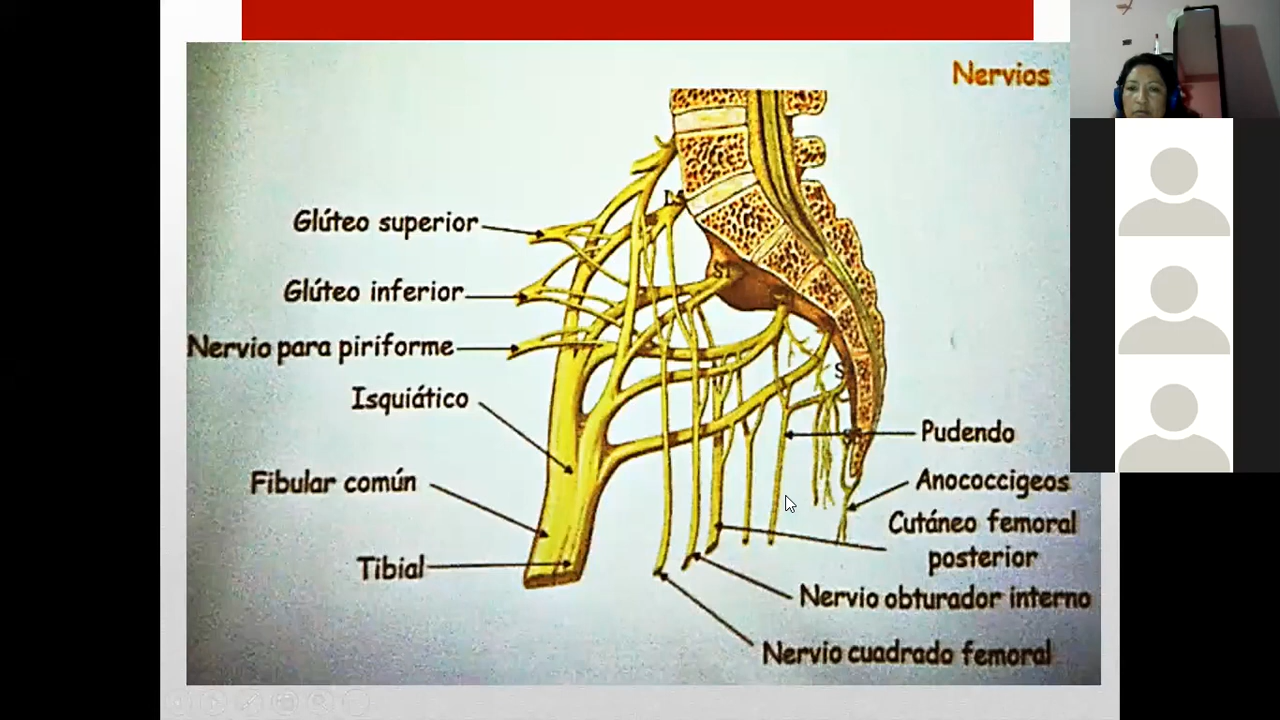 Nervios
Glúteo superior
Glúteo inferior
Nervio para piriforme
Isquiático
Fibular común
Tibial
Pudendo
Anococcigeos
Cutáneo femoral
posterior
Nervio obturador interno
Nervio cuadrado femoral